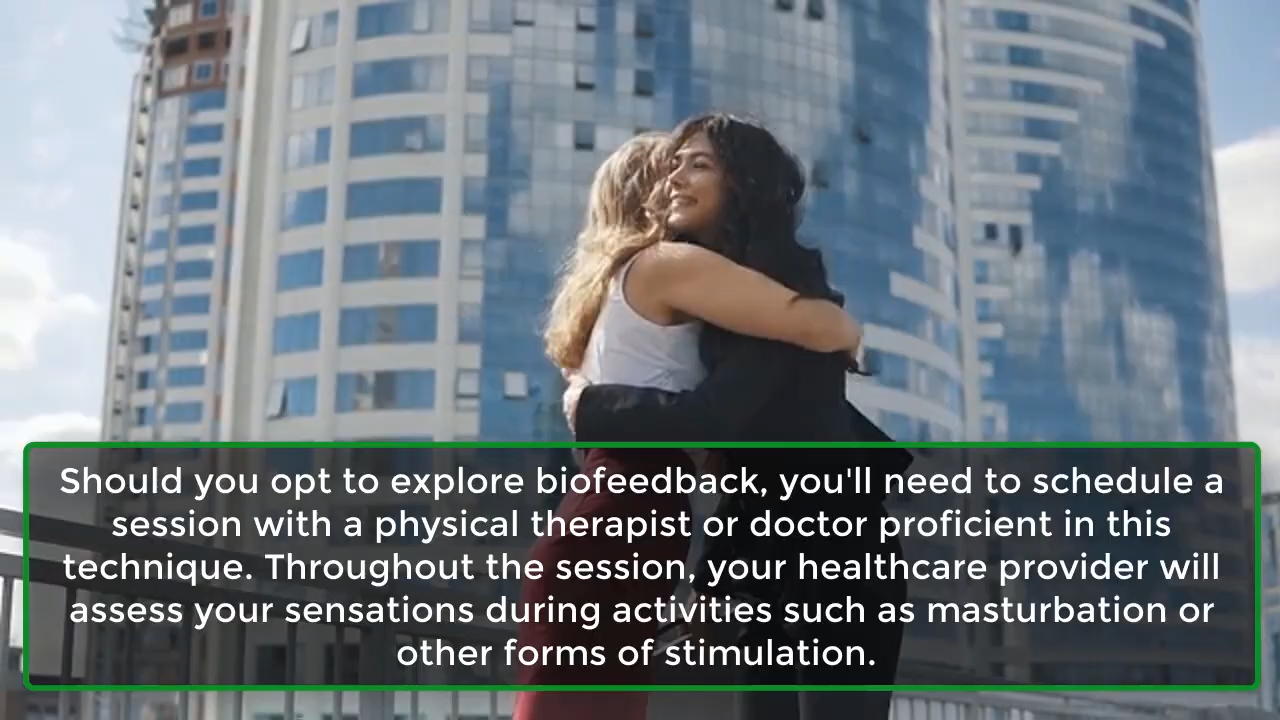 Should you opt to explore biofeedback, you'll need to schedule a
session with a physical therapist or doctor proficient in this
technique. Throughout the session, your healthcare provider will
assess your sensations during activities such as masturbation or
other forms of stimulation.